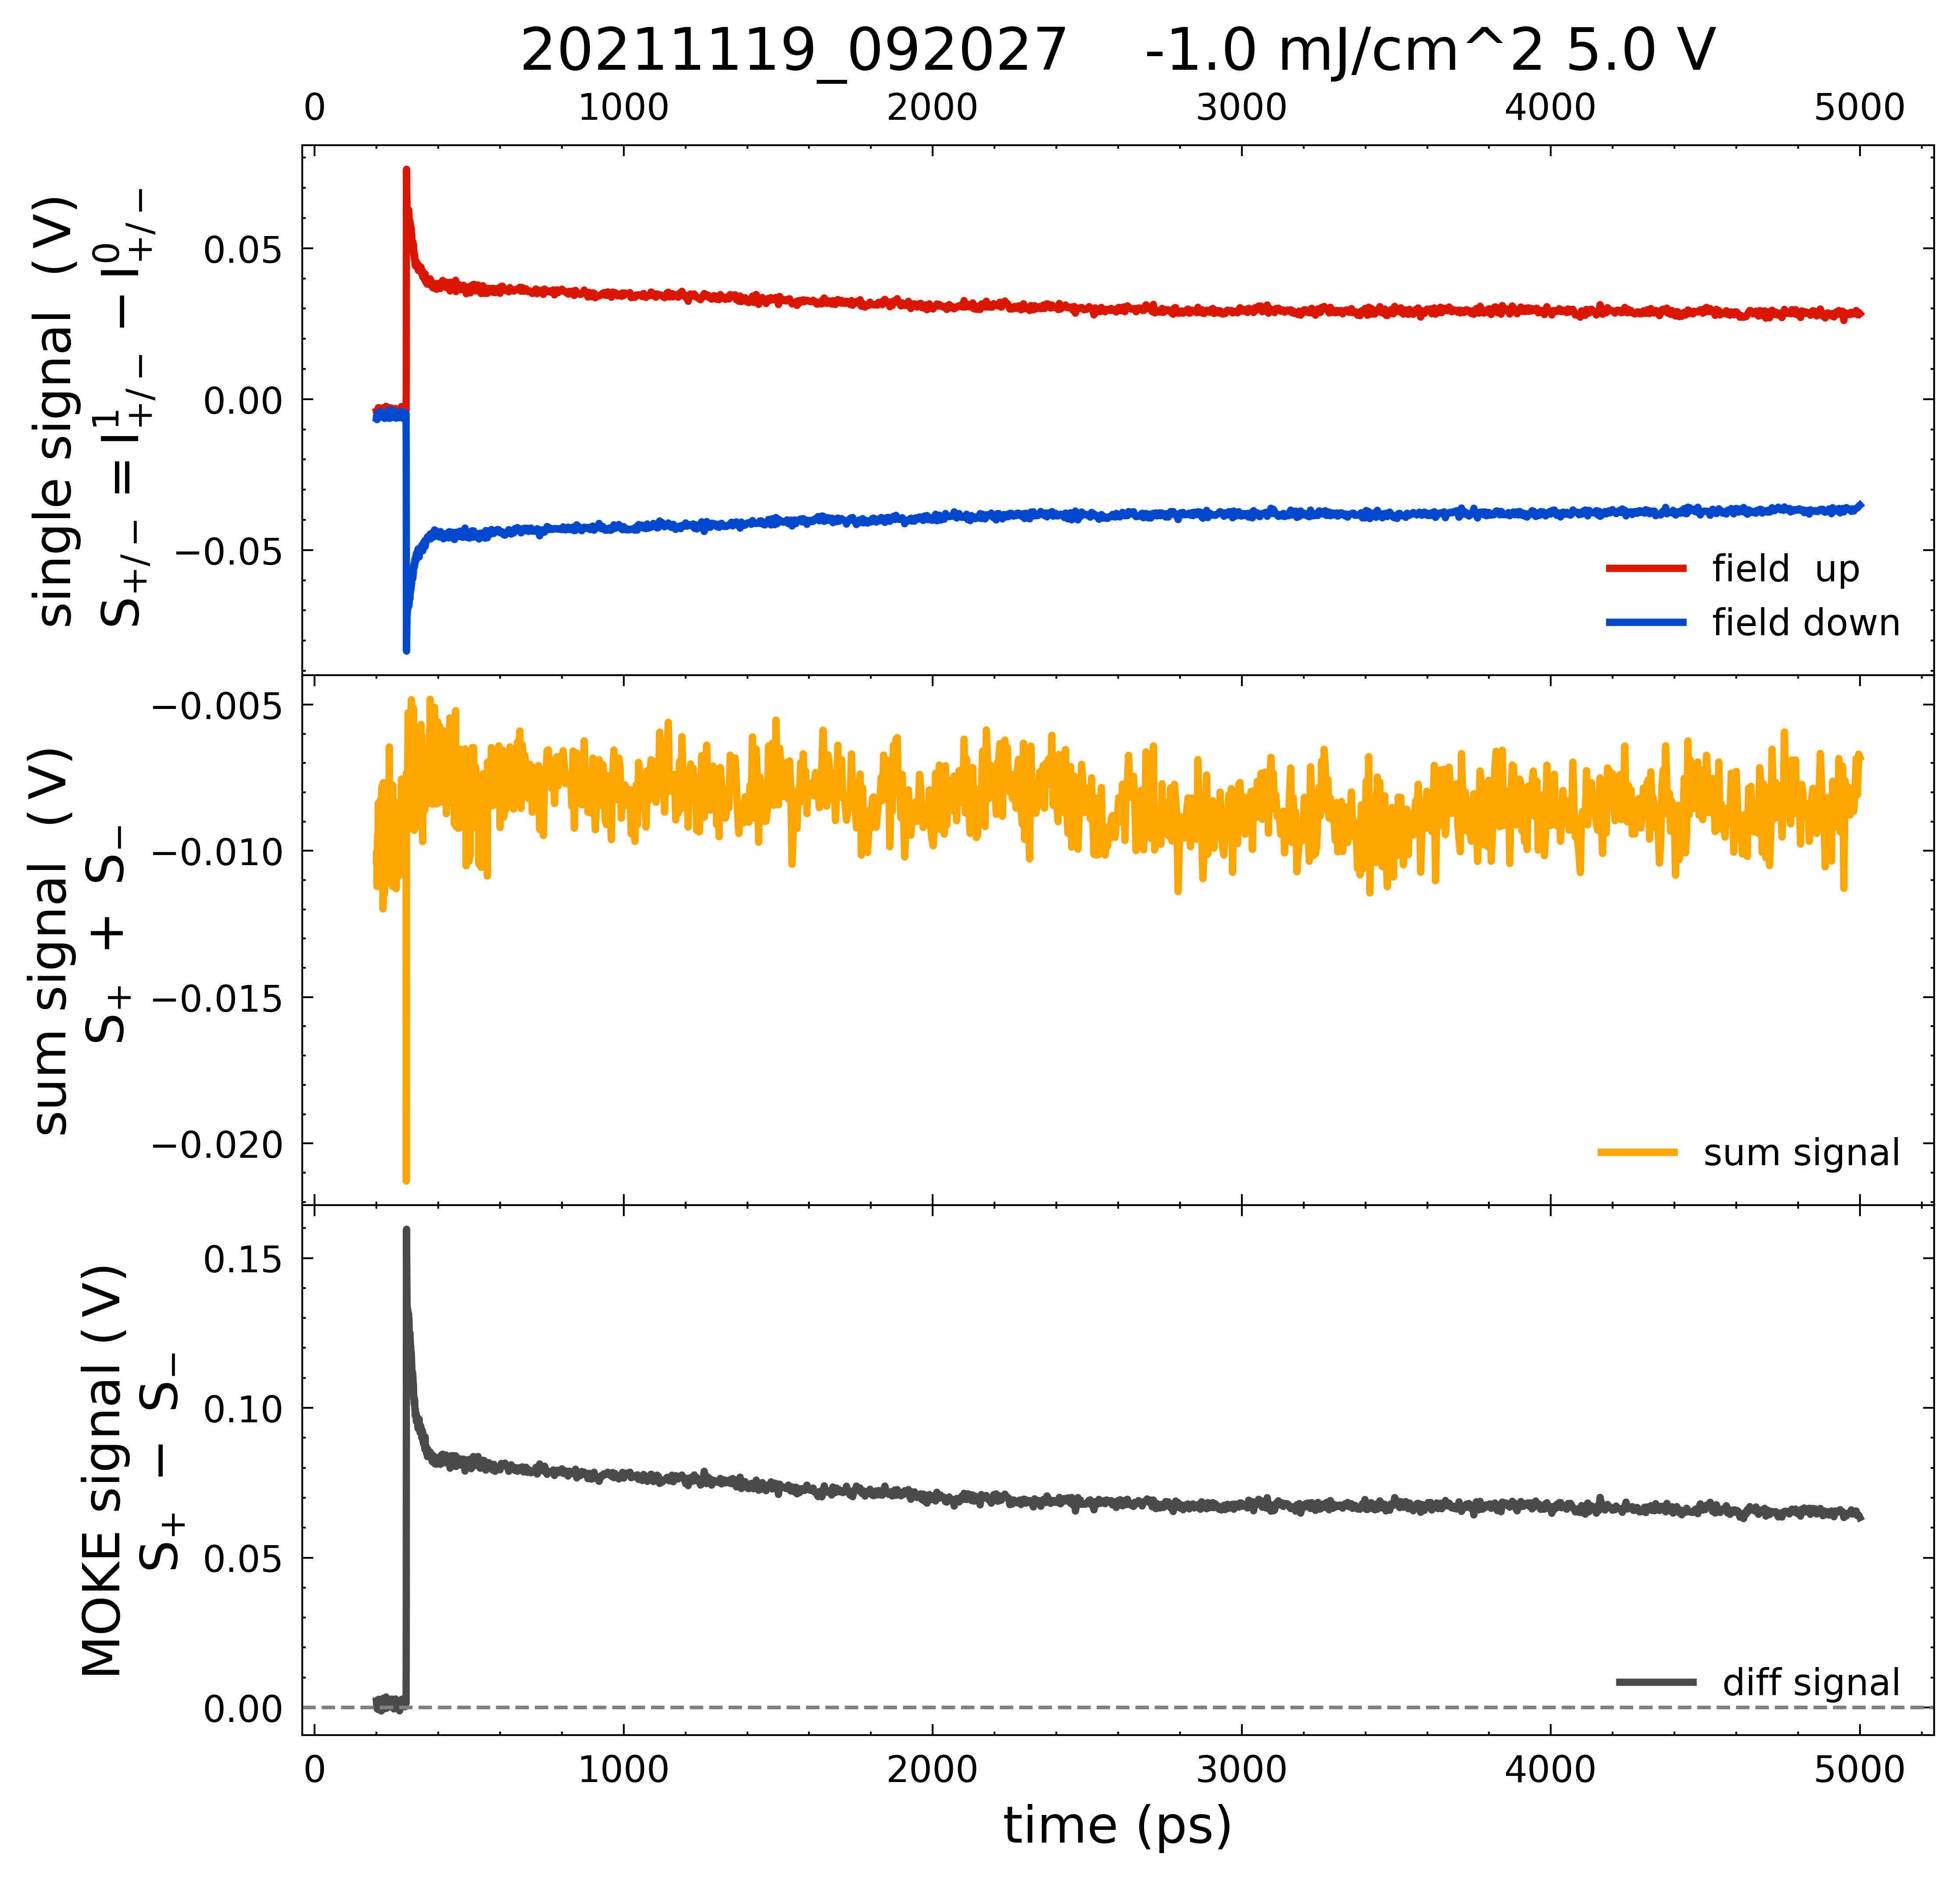 20211119_092027 -1.0 mJ/cm^2 5.0 V
0 1000 2000 3000 4000 5000
single signal (V)
S+/− = I¹+/− − I⁰+/−
0.05
0.00
−0.05
field up
field down
sum signal (V)
S+ + S−
−0.005
−0.010
−0.015
−0.020
sum signal
MOKE signal (V)
S+ − S−
0.15
0.10
0.05
0.00
diff signal
0 1000 2000 3000 4000 5000
time (ps)